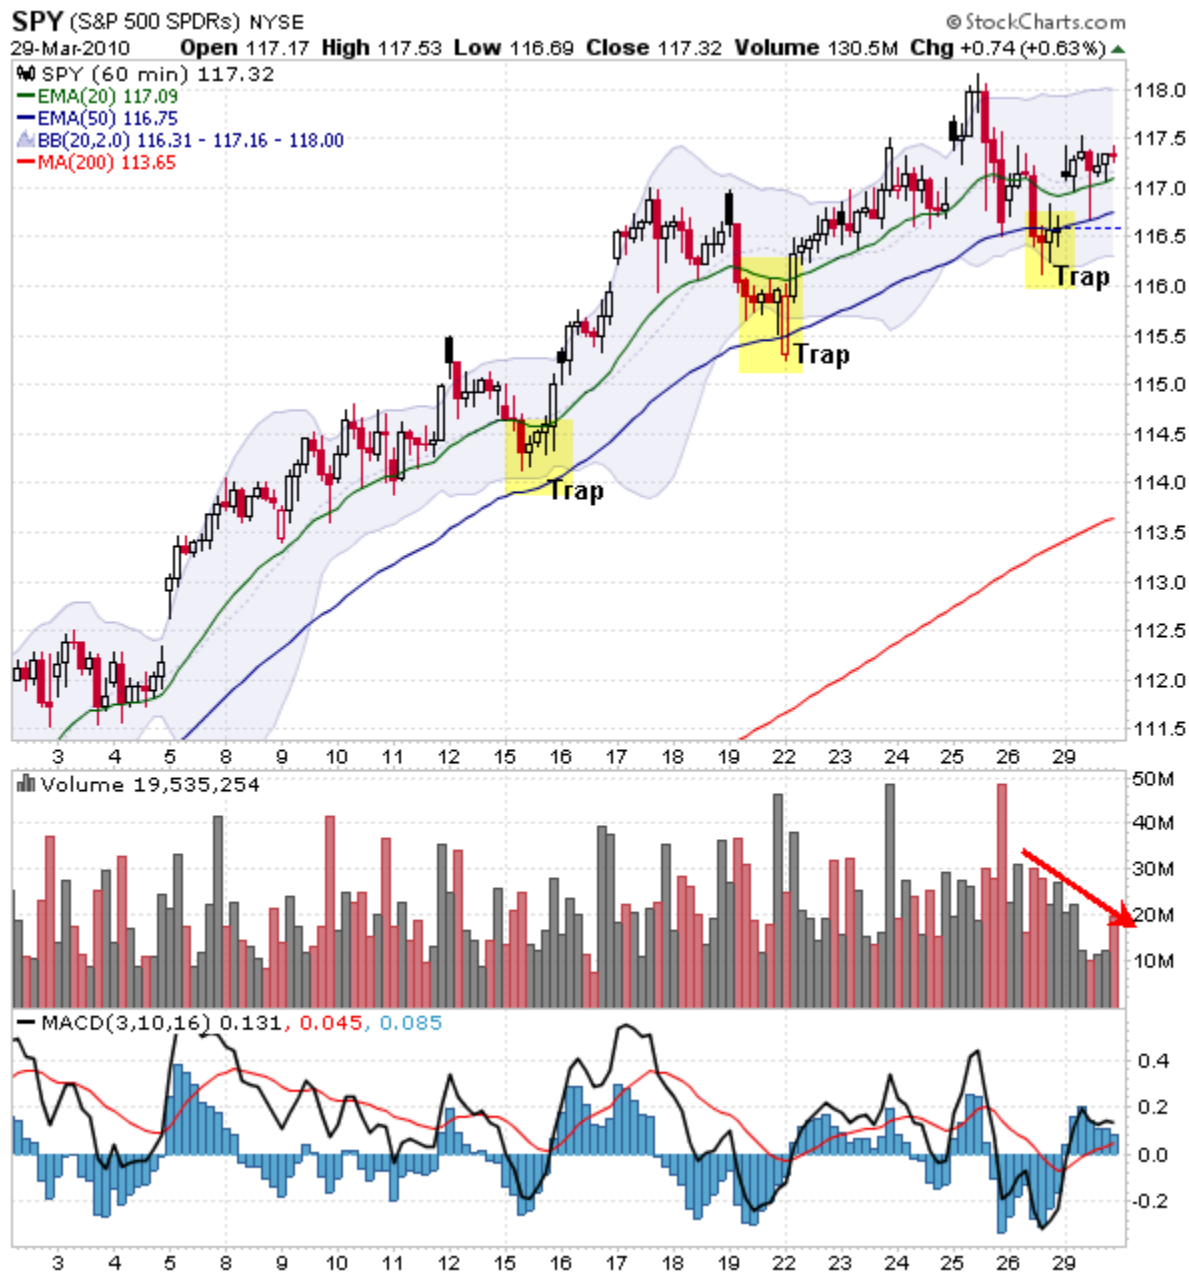 SPY (S&P 500 SPDRs) NYSE © StockCharts.com
29-Mar-2010 Open 117.17 High 117.53 Low 116.69 Close 117.32 Volume 130.5M Chg +0.74 (+0.63%)
SPY (60 min) 117.32
EMA(20) 117.09
EMA(50) 116.75
BB(20,2.0) 116.31 - 117.16 - 118.00
MA(200) 113.65
118.0
117.5
117.0
116.5
Trap
116.0
115.5
Trap
115.0
114.5
Trap
114.0
113.5
113.0
112.5
112.0
111.5
3 4 5 8 9 10 11 12 15 16 17 18 19 22 23 24 25 26 29
Volume 19,535,254
50M
40M
30M
20M
10M
MACD(3,10,16) 0.131, 0.045, 0.085
0.4
0.2
0.0
-0.2
3 4 5 8 9 10 11 12 15 16 17 18 19 22 23 24 25 26 29